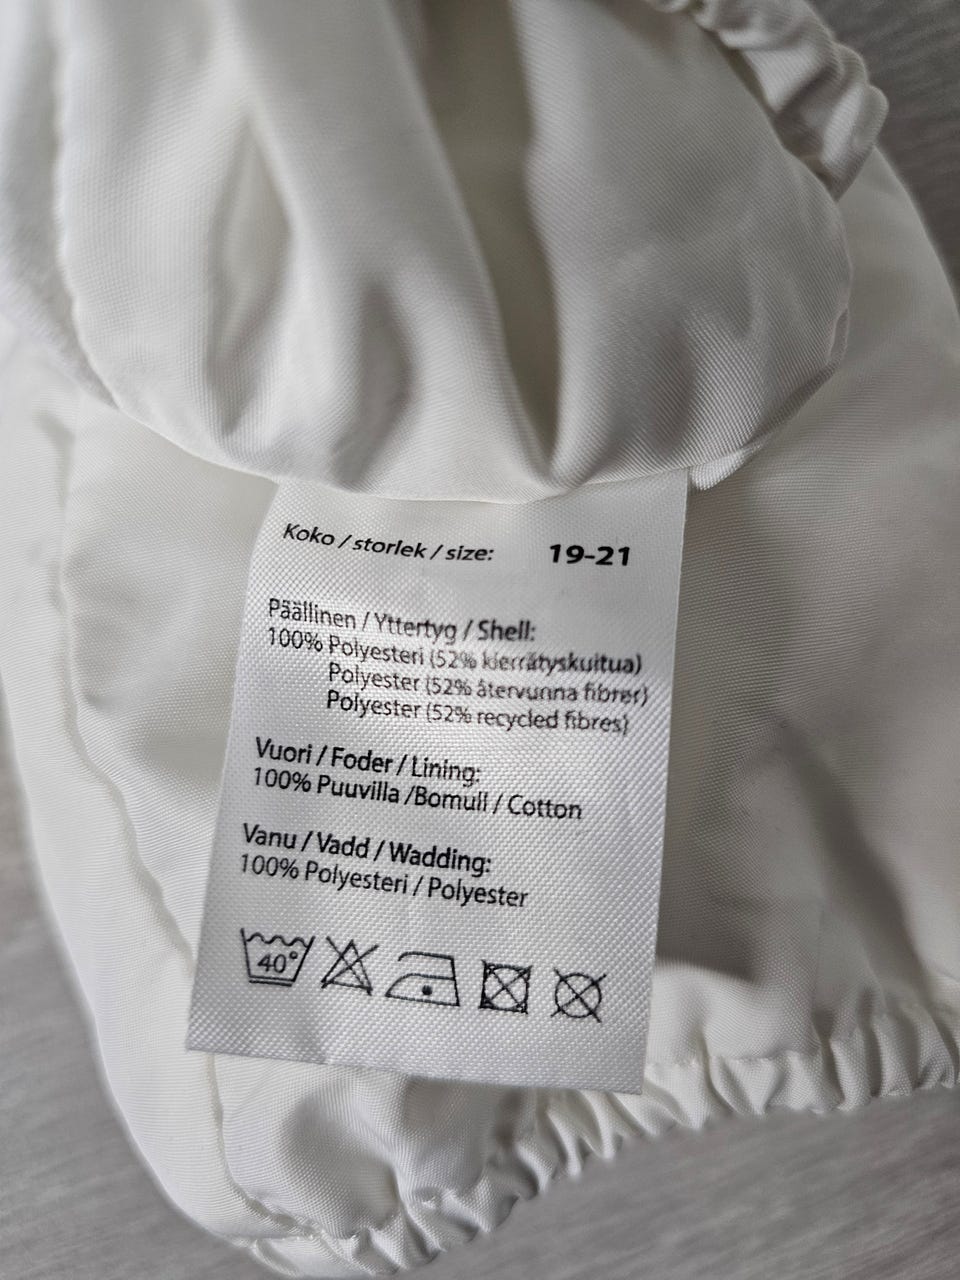 Koko / storlek / size: 19-21
Päällinen / Yttertyg / Shell:
100% Polyesteri (52% kierrätyskuitua)
Polyester (52% återvunna fibrer)
Polyester (52% recycled fibres)
Vuori / Foder / Lining:
100% Puuvilla /Bomull / Cotton
Vanu / Vadd / Wadding:
100% Polyesteri / Polyester
40°